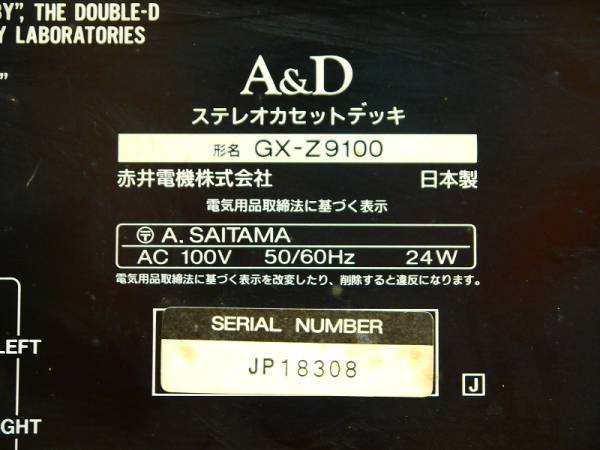 BY", THE DOUBLE-D
Y LABORATORIES
"
A&D
ステレオカセットデッキ
形名 GX-Z9100
赤井電機株式会社 日本製
電気用品取締法に基づく表示
〒 A. SAITAMA
AC 100V 50/60Hz 24W
電気用品取締法に基づく表示を改変したり、削除すると違反になります。
SERIAL NUMBER
JP18308
J
LEFT
GHT